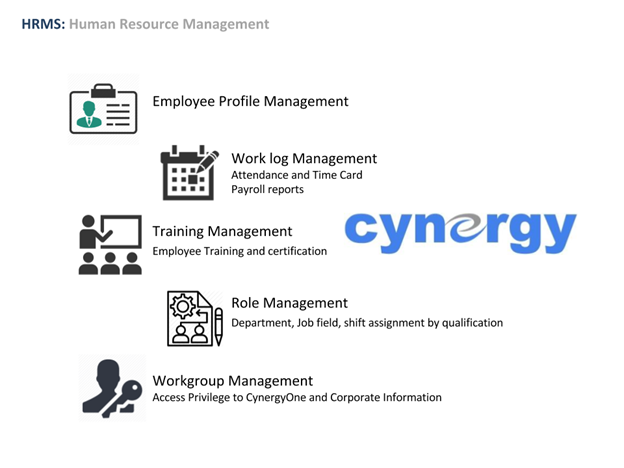 HRMS: Human Resource Management
Employee Profile Management
Work log Management
Attendance and Time Card
Payroll reports
Training Management
Employee Training and certification
cynergy
Role Management
Department, Job field, shift assignment by qualification
Workgroup Management
Access Privilege to CynergyOne and Corporate Information